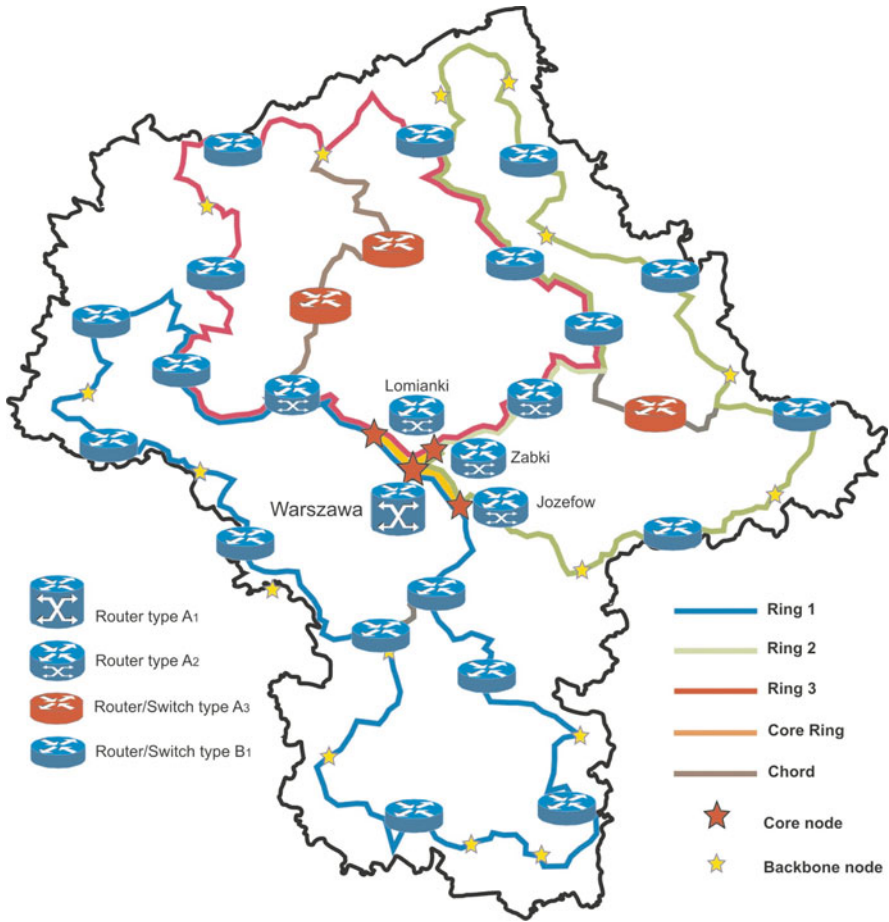 Lomianki
Zabki
Warszawa
Jozefow
Router type A1
Router type A2
Router/Switch type A3
Router/Switch type B1
Ring 1
Ring 2
Ring 3
Core Ring
Chord
Core node
Backbone node